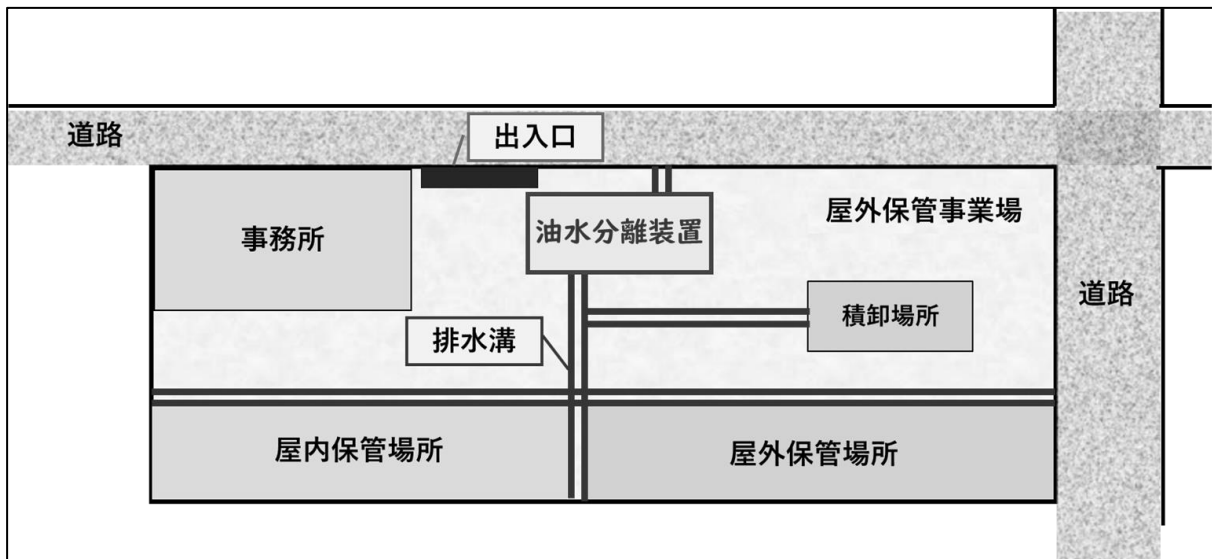 道路
出入口
事務所
油水分離装置
屋外保管事業場
道路
積卸場所
排水溝
屋内保管場所
屋外保管場所